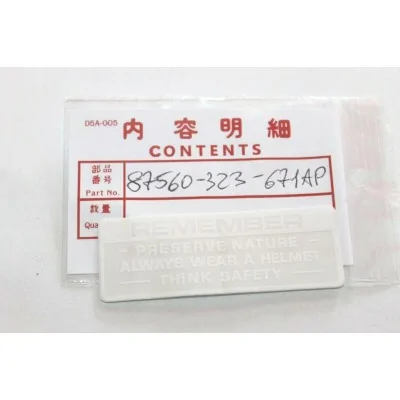 06A-005
内容明細
CONTENTS
部品
番号
Part No.
87560-323-671AP
数量
Qua
REMEMBER
PRESERVE NATURE
ALWAYS WEAR A HELMET
THINK SAFETY